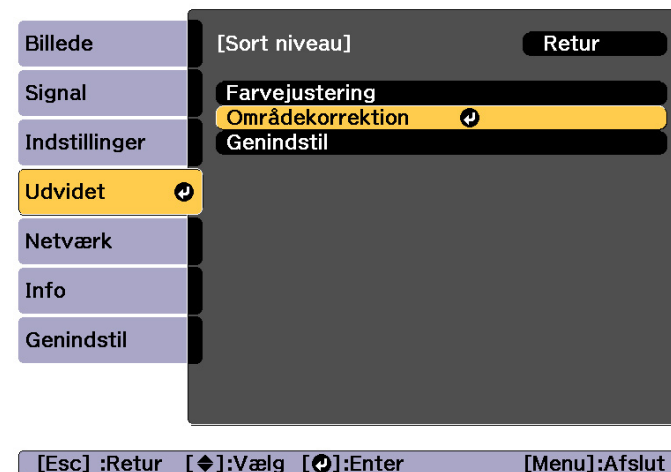 Billede
Signal
Indstillinger
Udvidet
Netværk
Info
Genindstil
[Sort niveau] Retur
Farvejustering
Områdekorrektion
Genindstil
[Esc] :Retur [◆]:Vælg [↵]:Enter [Menu]:Afslut